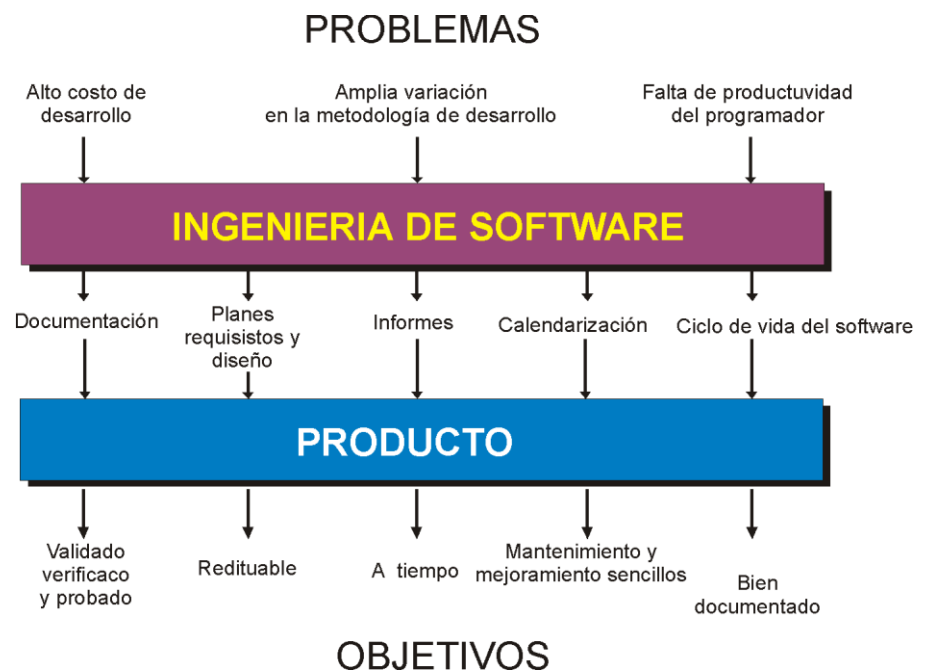 PROBLEMAS
Alto costo de
desarrollo
Amplia variación
en la metodología de desarrollo
Falta de productuvidad
del programador
INGENIERIA DE SOFTWARE
Documentación
Planes
requisistos y
diseño
Informes
Calendarización
Ciclo de vida del software
PRODUCTO
Validado
verificaco
y probado
Redituable
A tiempo
Mantenimiento y
mejoramiento sencillos
Bien
documentado
OBJETIVOS